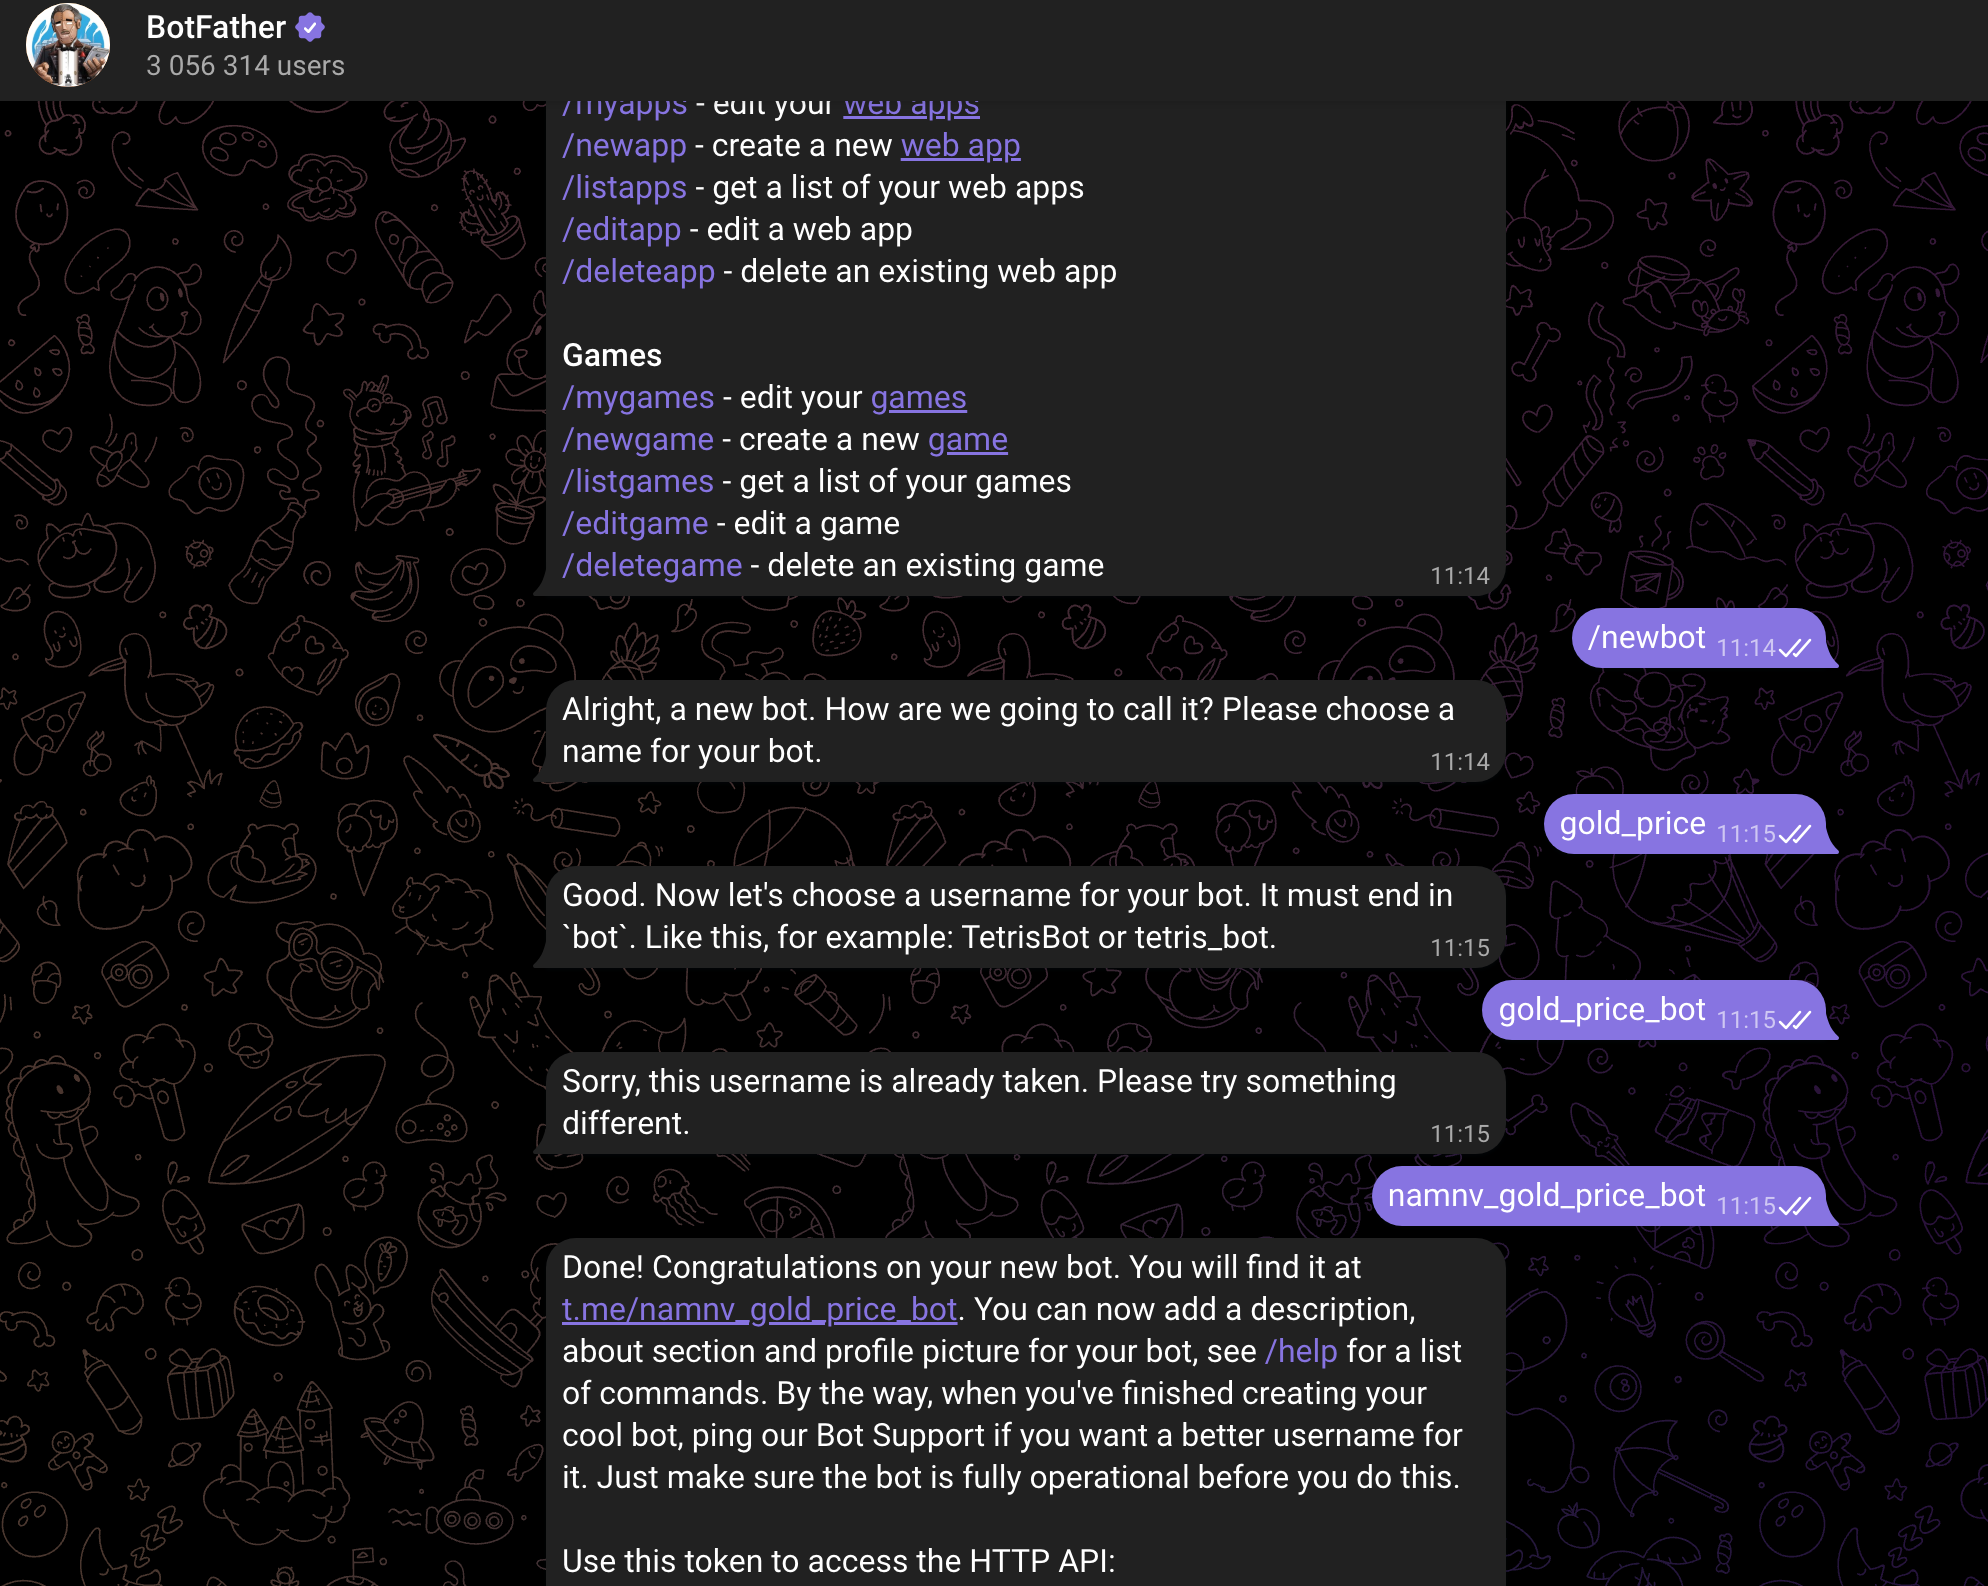 BotFather
3 056 314 users
/myapps - edit your web apps
/newapp - create a new web app
/listapps - get a list of your web apps
/editapp - edit a web app
/deleteapp - delete an existing web app
Games
/mygames - edit your games
/newgame - create a new game
/listgames - get a list of your games
/editgame - edit a game
/deletegame - delete an existing game
11:14
/newbot 11:14
Alright, a new bot. How are we going to call it? Please choose a
name for your bot.
11:14
gold_price 11:15
Good. Now let's choose a username for your bot. It must end in
`bot`. Like this, for example: TetrisBot or tetris_bot.
11:15
gold_price_bot 11:15
Sorry, this username is already taken. Please try something
different.
11:15
namnv_gold_price_bot 11:15
Done! Congratulations on your new bot. You will find it at
t.me/namnv_gold_price_bot. You can now add a description,
about section and profile picture for your bot, see /help for a list
of commands. By the way, when you've finished creating your
cool bot, ping our Bot Support if you want a better username for
it. Just make sure the bot is fully operational before you do this.
Use this token to access the HTTP API: